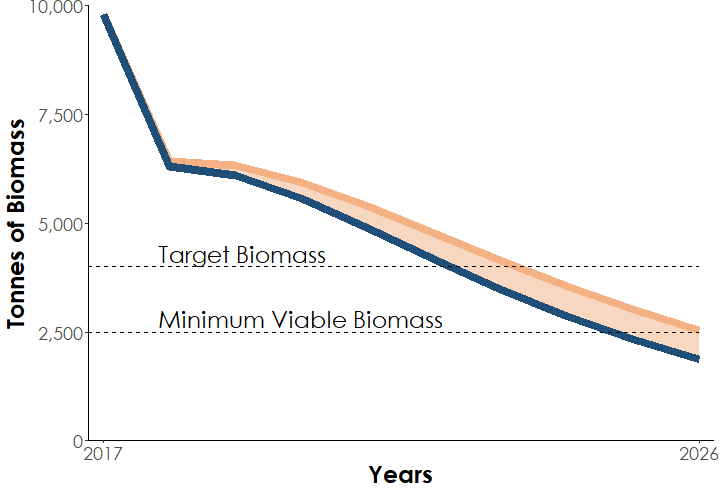 10,000
7,500
5,000
2,500
0
Tonnes of Biomass
Target Biomass
Minimum Viable Biomass
2017
2026
Years